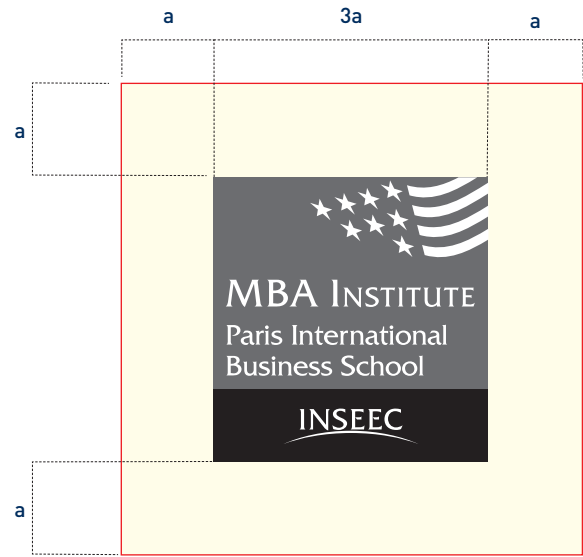 a 3a a
a
MBA INSTITUTE
Paris International
Business School
INSEEC
a